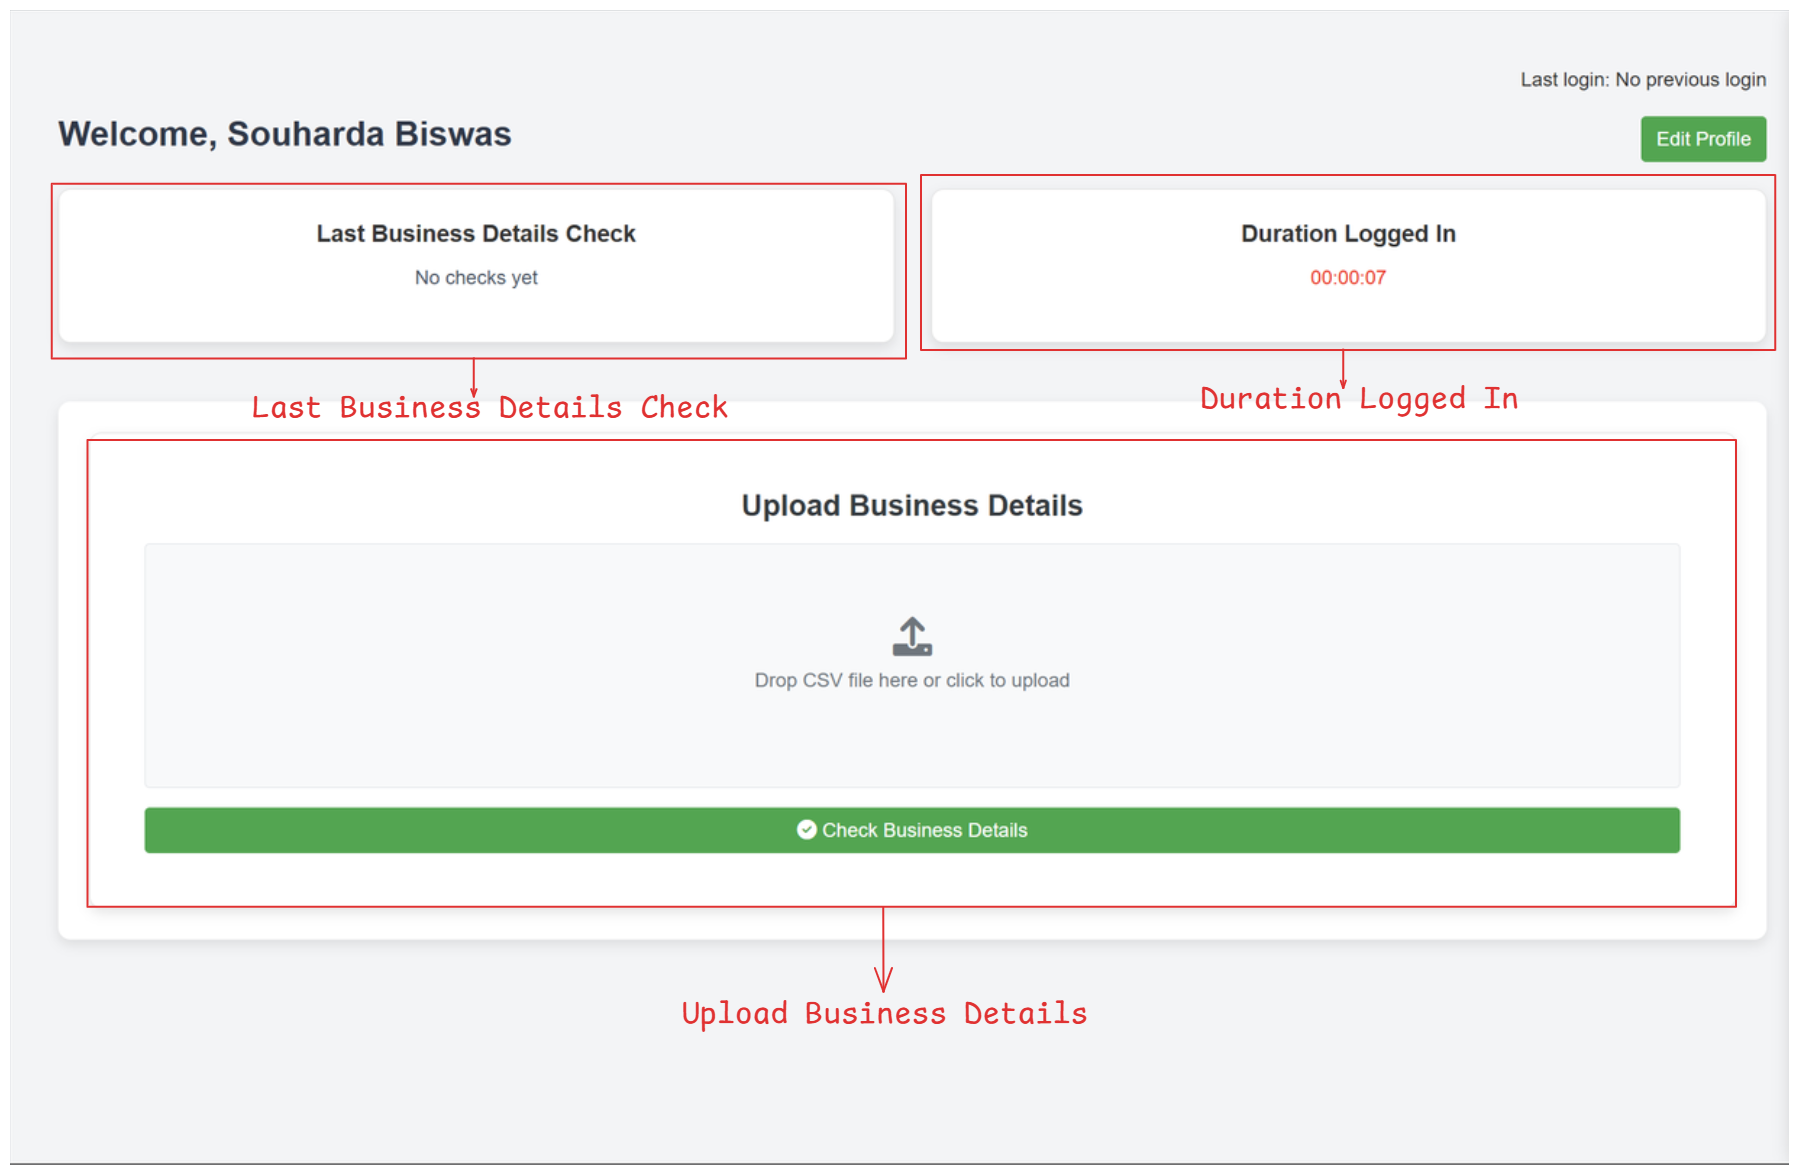 Last login: No previous login
Welcome, Souharda Biswas
Edit Profile
Last Business Details Check
No checks yet
Duration Logged In
00:00:07
Last Business Details Check
Duration Logged In
Upload Business Details
Drop CSV file here or click to upload
Check Business Details
Upload Business Details